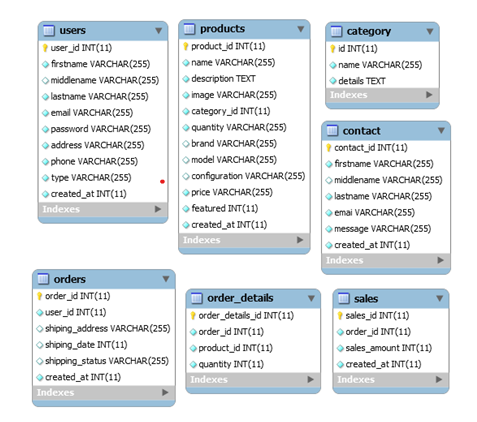 users
user_id INT(11)
firstname VARCHAR(255)
middlename VARCHAR(255)
lastname VARCHAR(255)
email VARCHAR(255)
password VARCHAR(255)
address VARCHAR(255)
phone VARCHAR(255)
type VARCHAR(255)
created_at INT(11)
Indexes
products
product_id INT(11)
name VARCHAR(255)
description TEXT
image VARCHAR(255)
category_id INT(11)
quantity VARCHAR(255)
brand VARCHAR(255)
model VARCHAR(255)
configuration VARCHAR(255)
price VARCHAR(255)
featured INT(11)
created_at INT(11)
Indexes
category
id INT(11)
name VARCHAR(255)
details TEXT
Indexes
contact
contact_id INT(11)
firstname VARCHAR(255)
middlename VARCHAR(255)
lastname VARCHAR(255)
emai VARCHAR(255)
message VARCHAR(255)
created_at INT(11)
Indexes
orders
order_id INT(11)
user_id INT(11)
shiping_address VARCHAR(255)
shiping_date INT(11)
shipping_status VARCHAR(255)
created_at INT(11)
Indexes
order_details
order_details_id INT(11)
order_id INT(11)
product_id INT(11)
quantity INT(11)
Indexes
sales
sales_id INT(11)
order_id INT(11)
sales_amount INT(11)
created_at INT(11)
Indexes